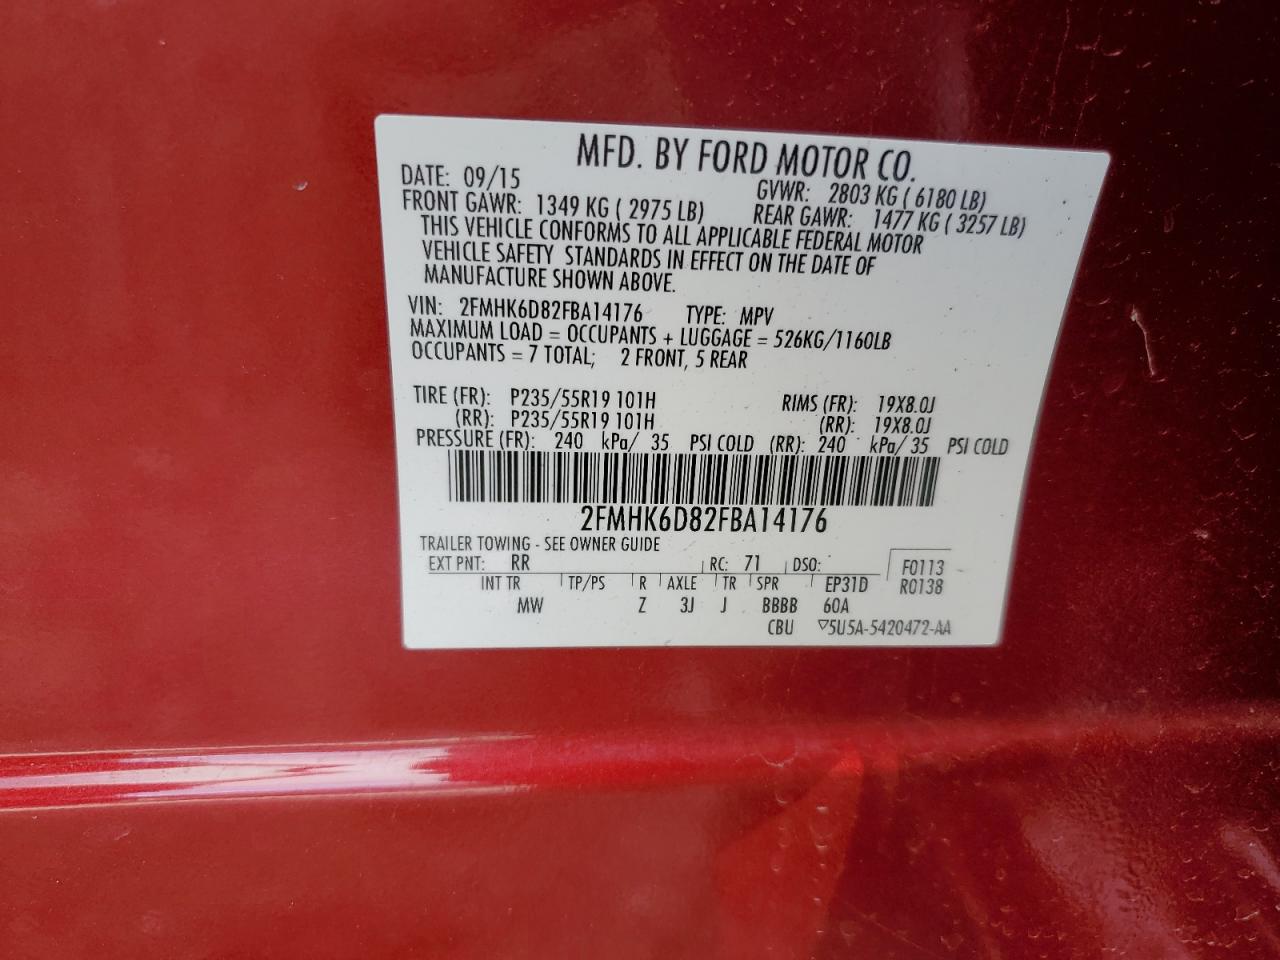 MFD. BY FORD MOTOR CO.
DATE: 09/15 GVWR: 2803 KG ( 6180 LB)
FRONT GAWR: 1349 KG ( 2975 LB) REAR GAWR: 1477 KG ( 3257 LB)
THIS VEHICLE CONFORMS TO ALL APPLICABLE FEDERAL MOTOR
VEHICLE SAFETY STANDARDS IN EFFECT ON THE DATE OF
MANUFACTURE SHOWN ABOVE.
VIN: 2FMHK6D82FBA14176 TYPE: MPV
MAXIMUM LOAD = OCCUPANTS + LUGGAGE = 526KG/1160LB
OCCUPANTS = 7 TOTAL; 2 FRONT, 5 REAR
TIRE (FR): P235/55R19 101H RIMS (FR): 19X8.0J
(RR): P235/55R19 101H (RR): 19X8.0J
PRESSURE (FR): 240 kPa/ 35 PSI COLD (RR): 240 kPa/ 35 PSI COLD
2FMHK6D82FBA14176
TRAILER TOWING - SEE OWNER GUIDE
EXT PNT: RR RC: 71 DSO: F0113
INT TR TP/PS R AXLE TR SPR EP31D R0138
MW Z 3J J BBBB 60A
CBU ▽5U5A-5420472-AA